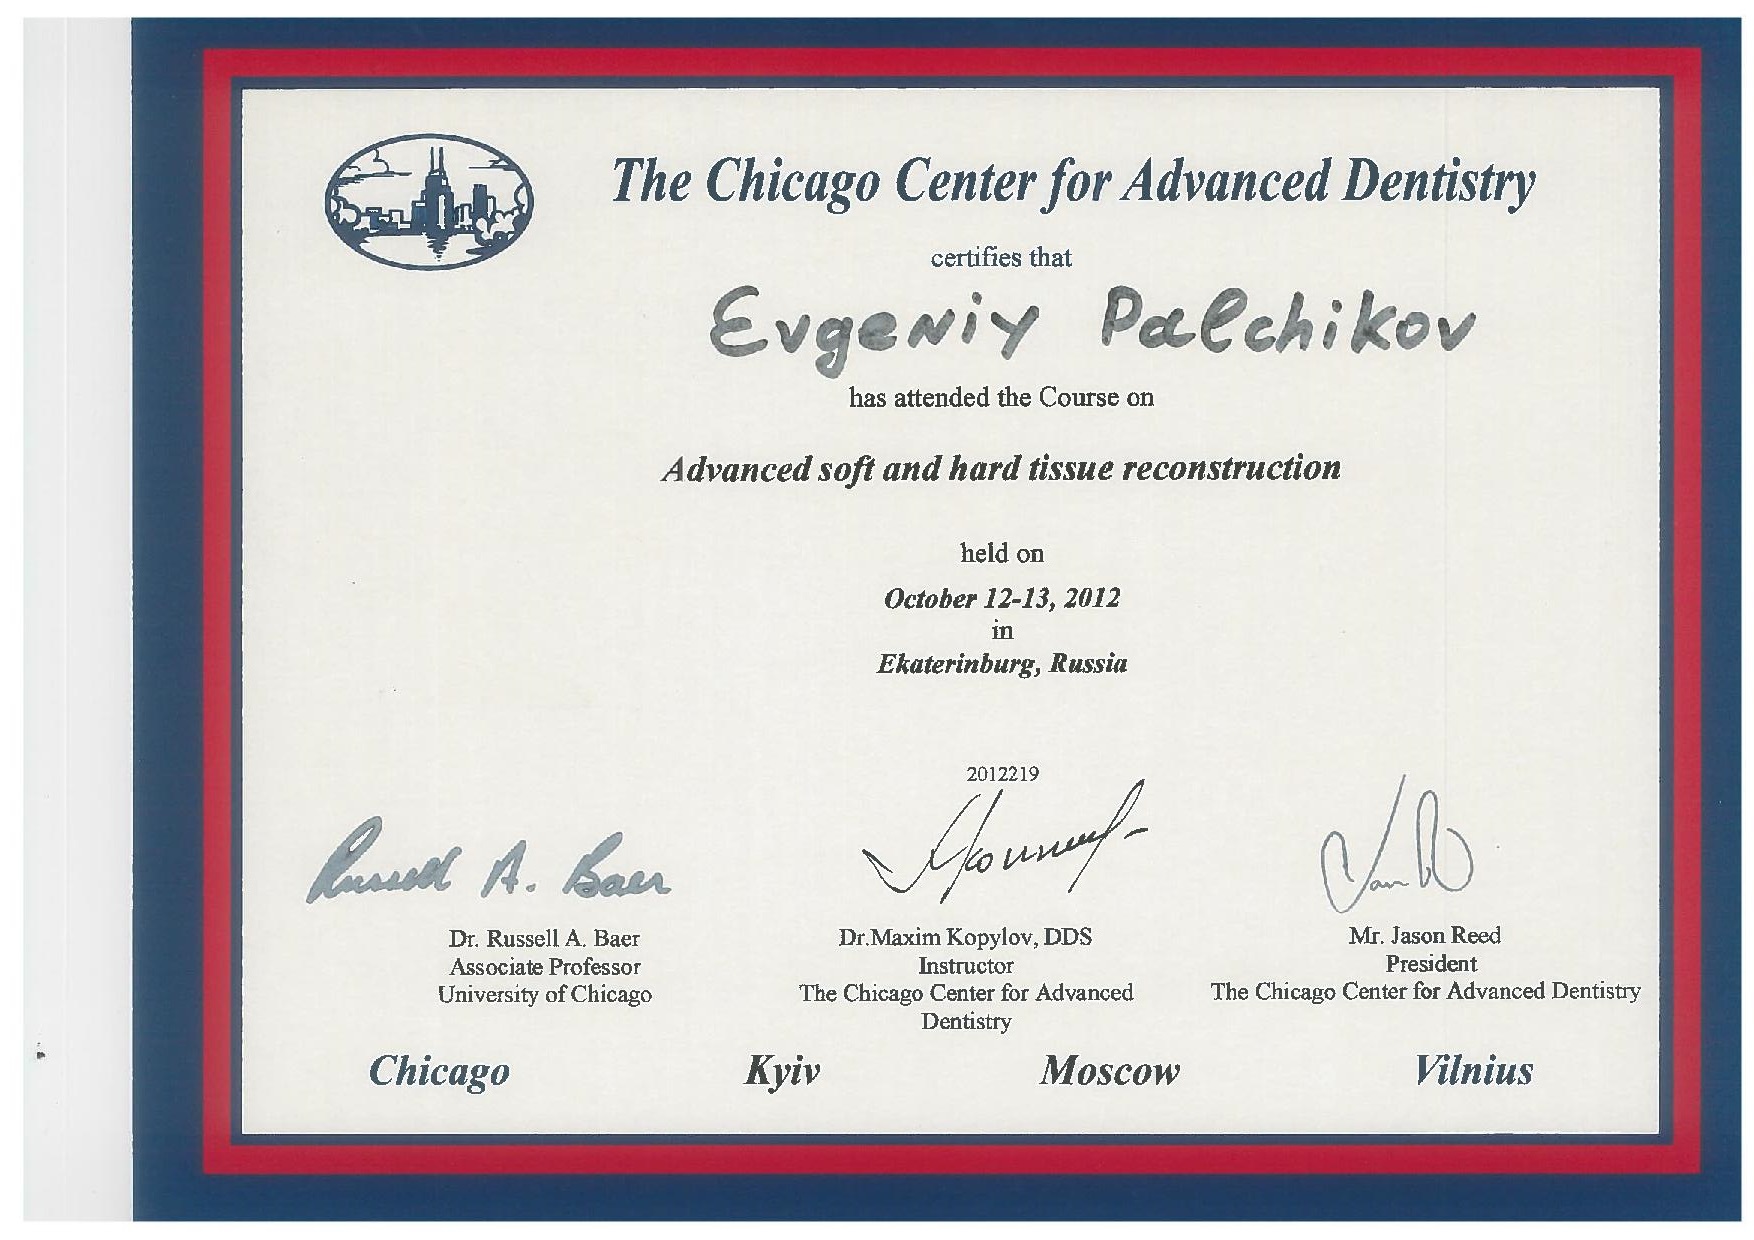 The Chicago Center for Advanced Dentistry
certifies that
Evgeniy Palchikov
has attended the Course on
Advanced soft and hard tissue reconstruction
held on
October 12-13, 2012
in
Ekaterinburg, Russia
2012219
Russell A. Baer
Dr. Russell A. Baer
Associate Professor
University of Chicago
Dr.Maxim Kopylov, DDS
Instructor
The Chicago Center for Advanced
Dentistry
Mr. Jason Reed
President
The Chicago Center for Advanced Dentistry
Chicago Kyiv Moscow Vilnius